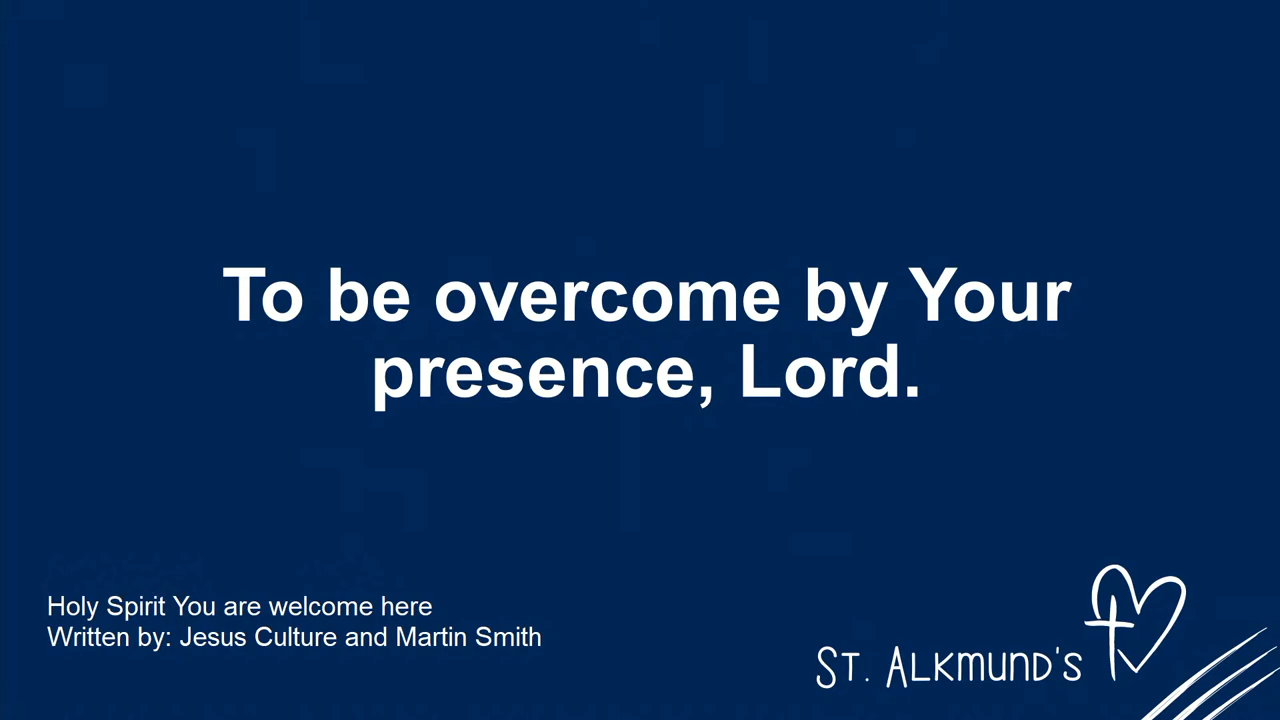 To be overcome by Your
presence, Lord.
Holy Spirit You are welcome here
Written by: Jesus Culture and Martin Smith
ST. ALKMUND'S